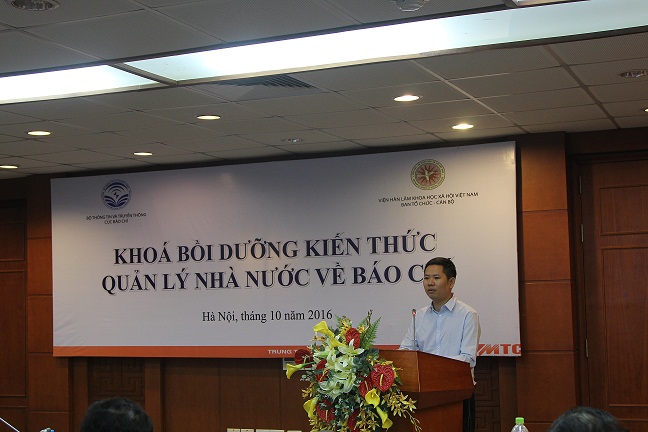 BỘ THÔNG TIN VÀ TRUYỀN THÔNG
CỤC BÁO CHÍ
VIỆN HÀN LÂM KHOA HỌC XÃ HỘI VIỆT NAM
BAN TỔ CHỨC - CÁN BỘ
KHOÁ BỒI DƯỠNG KIẾN THỨC
QUẢN LÝ NHÀ NƯỚC VỀ BÁO C
Hà Nội, tháng 10 năm 2016
TRUNG
MTC